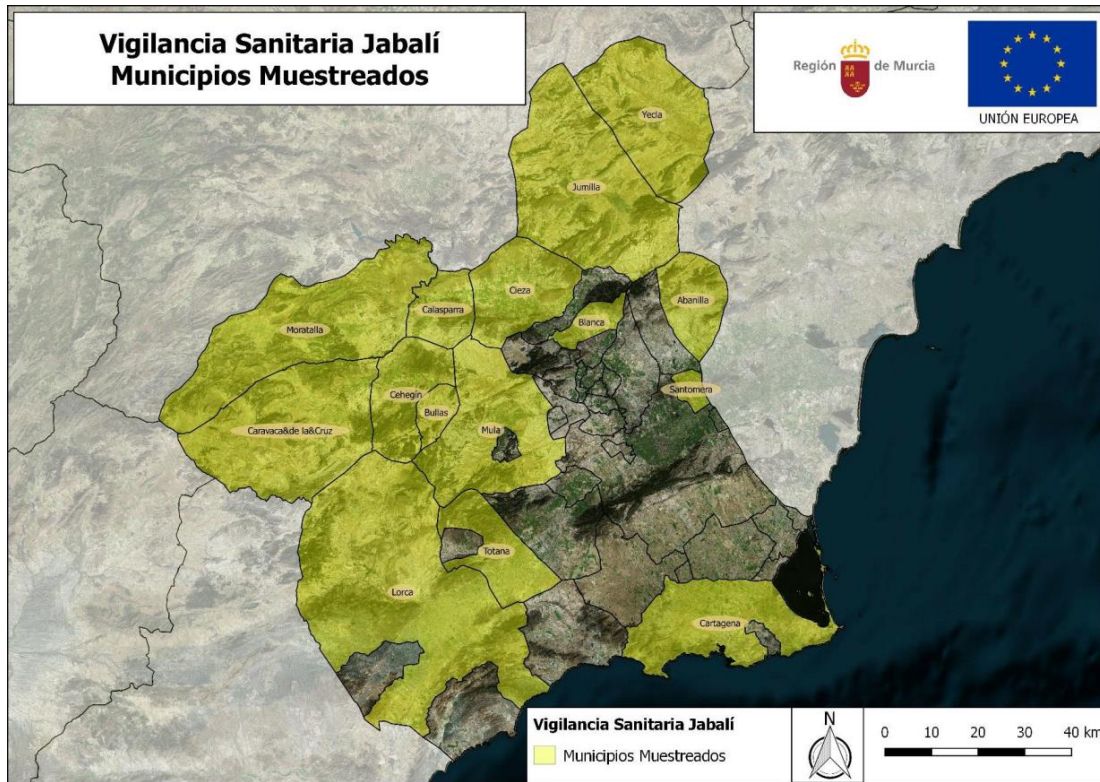 Vigilancia Sanitaria Jabalí
Municipios Muestreados
Región de Murcia
UNIÓN EUROPEA
Yecla
Jumilla
Cieza
Abanilla
Calasparra
Blanca
Moratalla
Santomera
Cehegín
Bullas
Caravaca&de la&Cruz
Mula
Totana
Lorca
Cartagena
Vigilancia Sanitaria Jabalí
Municipios Muestreados
N
0 10 20 30 40 km